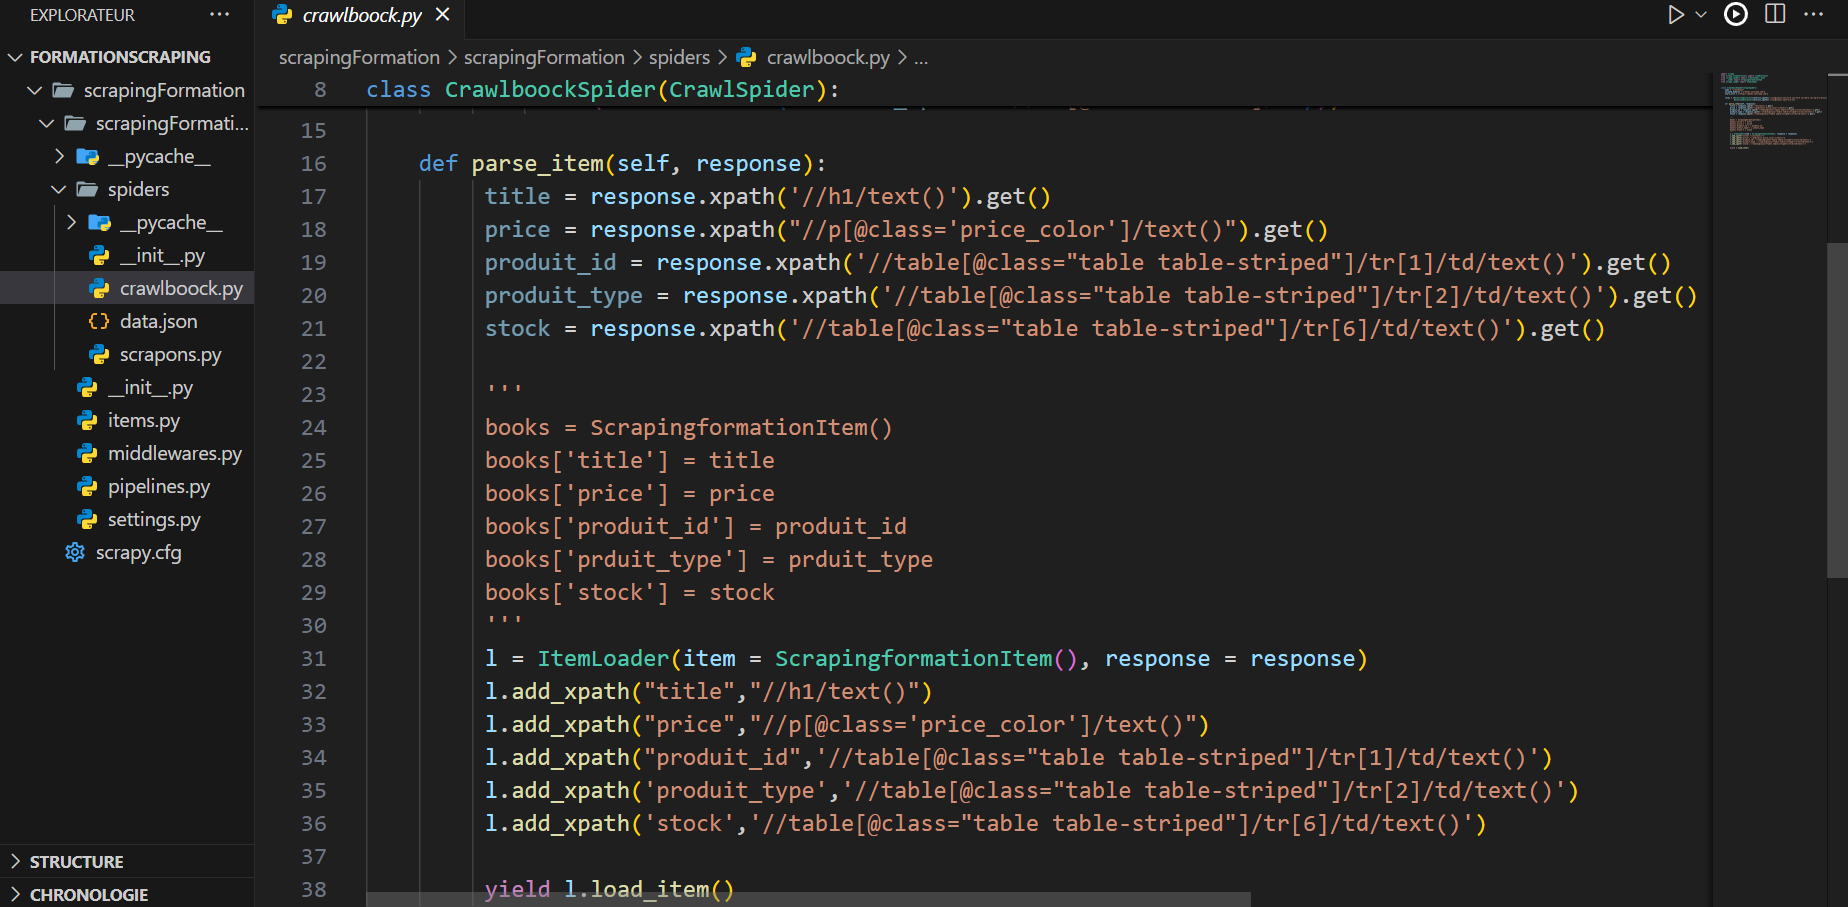 EXPLORATEUR
FORMATIONSCRAPING
scrapingFormation
scrapingFormati...
__pycache__
spiders
__pycache__
__init__.py
crawlboock.py
data.json
scrapons.py
__init__.py
items.py
middlewares.py
pipelines.py
settings.py
scrapy.cfg
STRUCTURE
CHRONOLOGIE
crawlboock.py
scrapingFormation > scrapingFormation > spiders > crawlboock.py > ...
8 class CrawlboockSpider(CrawlSpider):
15
16 def parse_item(self, response):
17 title = response.xpath('//h1/text()').get()
18 price = response.xpath("//p[@class='price_color']/text()").get()
19 produit_id = response.xpath('//table[@class="table table-striped"]/tr[1]/td/text()').get()
20 produit_type = response.xpath('//table[@class="table table-striped"]/tr[2]/td/text()').get()
21 stock = response.xpath('//table[@class="table table-striped"]/tr[6]/td/text()').get()
22
23 '''
24 books = ScrapingformationItem()
25 books['title'] = title
26 books['price'] = price
27 books['produit_id'] = produit_id
28 books['prduit_type'] = prduit_type
29 books['stock'] = stock
30 '''
31 l = ItemLoader(item = ScrapingformationItem(), response = response)
32 l.add_xpath("title","//h1/text()")
33 l.add_xpath("price","//p[@class='price_color']/text()")
34 l.add_xpath("produit_id",'//table[@class="table table-striped"]/tr[1]/td/text()')
35 l.add_xpath('produit_type','//table[@class="table table-striped"]/tr[2]/td/text()')
36 l.add_xpath('stock','//table[@class="table table-striped"]/tr[6]/td/text()')
37
38 yield l.load_item()